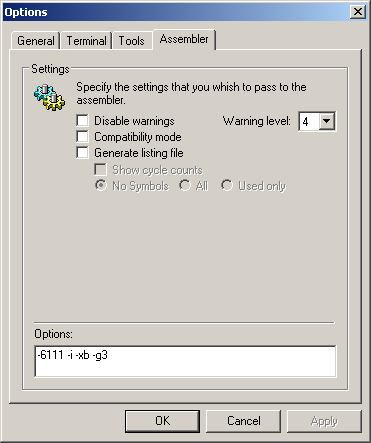 Options
General Terminal Tools Assembler
Settings
Specify the settings that you whish to pass to the
assembler.
Disable warnings Warning level: 4
Compatibility mode
Generate listing file
Show cycle counts
No Symbols All Used only
Options:
-6111 -i -xb -g3
OK Cancel Apply